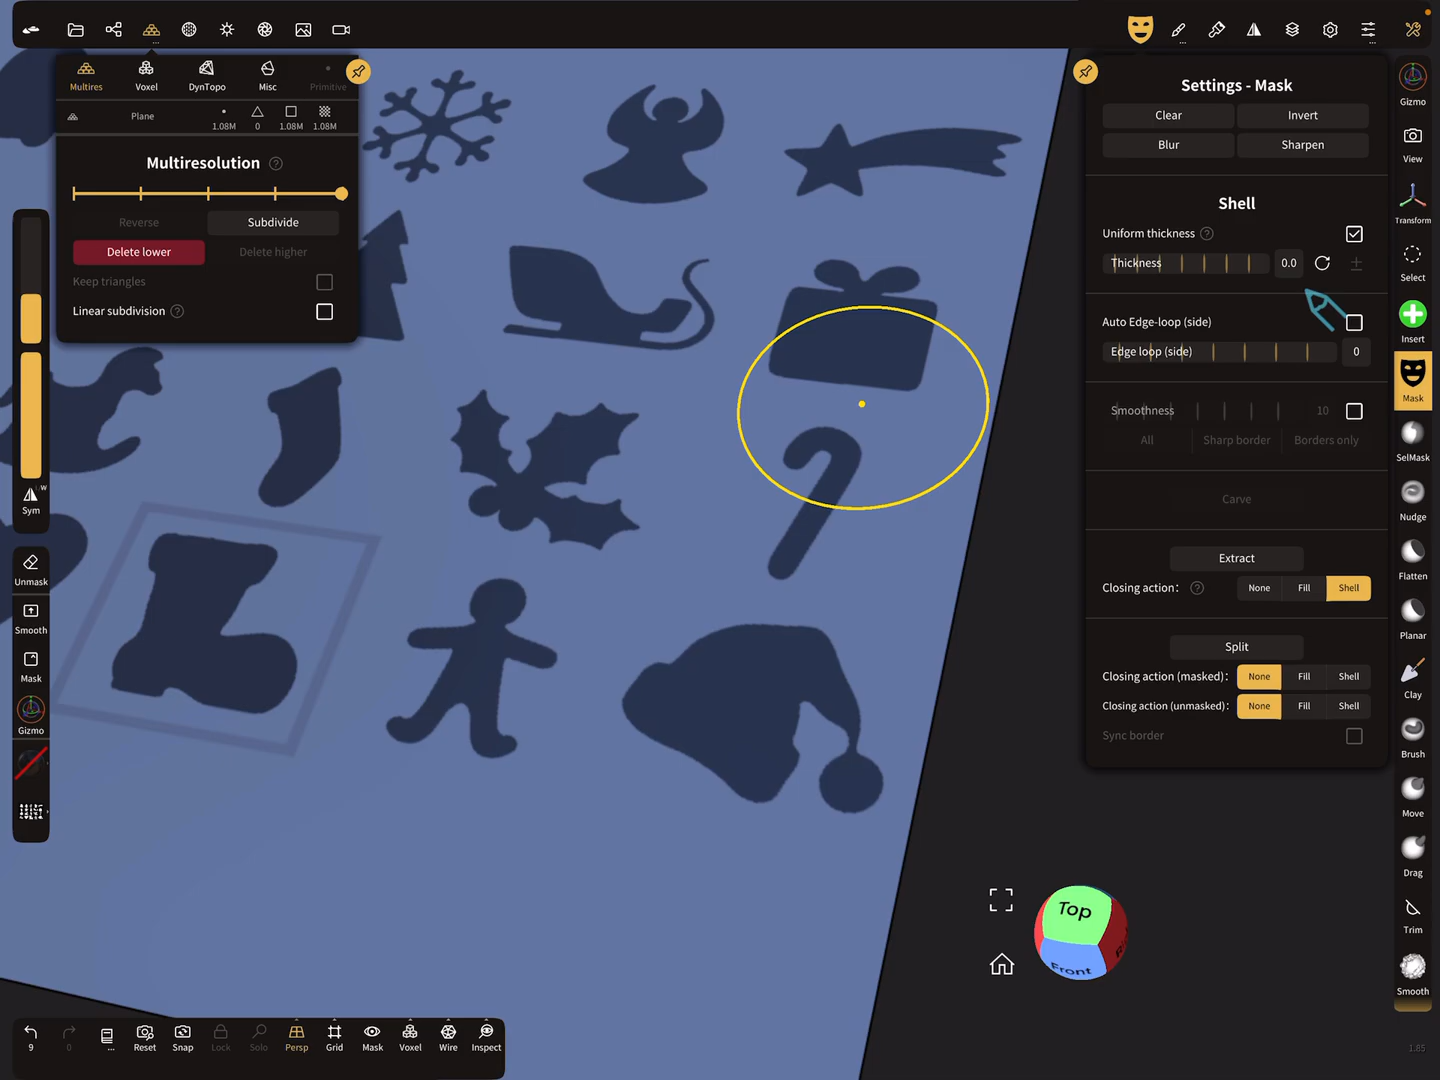 Multires
Voxel
DynTopo
Misc
Primitive
Plane
1.08M
0
1.08M
1.08M
Multiresolution
Reverse
Subdivide
Delete lower
Delete higher
Keep triangles
Linear subdivision
/W
Sym
Unmask
Smooth
Mask
Gizmo
Settings - Mask
Clear
Invert
Blur
Sharpen
Shell
Uniform thickness
Thickness
0.0
Auto Edge-loop (side)
Edge loop (side)
0
Smoothness
10
All
Sharp border
Borders only
Carve
Extract
Closing action:
None
Fill
Shell
Split
Closing action (masked):
None
Fill
Shell
Closing action (unmasked):
None
Fill
Shell
Sync border
Gizmo
View
Transform
Select
Insert
Mask
SelMask
Nudge
Flatten
Planar
Clay
Brush
Move
Drag
Trim
Smooth
Top
Front
9
0
Reset
Snap
Lock
Solo
Persp
Grid
Mask
Voxel
Wire
Inspect
1.85